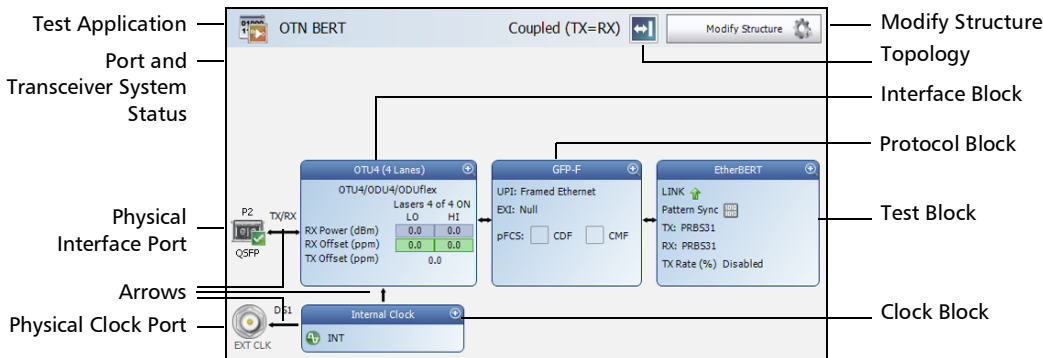 Test Application
Port and
Transceiver System
Status
Physical
Interface Port
Arrows
Physical Clock Port
OTN BERT
Coupled (TX=RX)
Modify Structure
Modify Structure
Topology
Interface Block
Protocol Block
Test Block
Clock Block
P2
TX/RX
QSFP
OTU4 (4 Lanes)
OTU4/ODU4/ODUflex
Lasers 4 of 4 ON
LO HI
RX Power (dBm) 0.0 0.0
RX Offset (ppm) 0.0 0.0
TX Offset (ppm) 0.0
GFP-F
UPI: Framed Ethernet
EXI: Null
pFCS: CDF CMF
EtherBERT
LINK
Pattern Sync
TX: PRBS31
RX: PRBS31
TX Rate (%) Disabled
DS1
EXT CLK
Internal Clock
INT